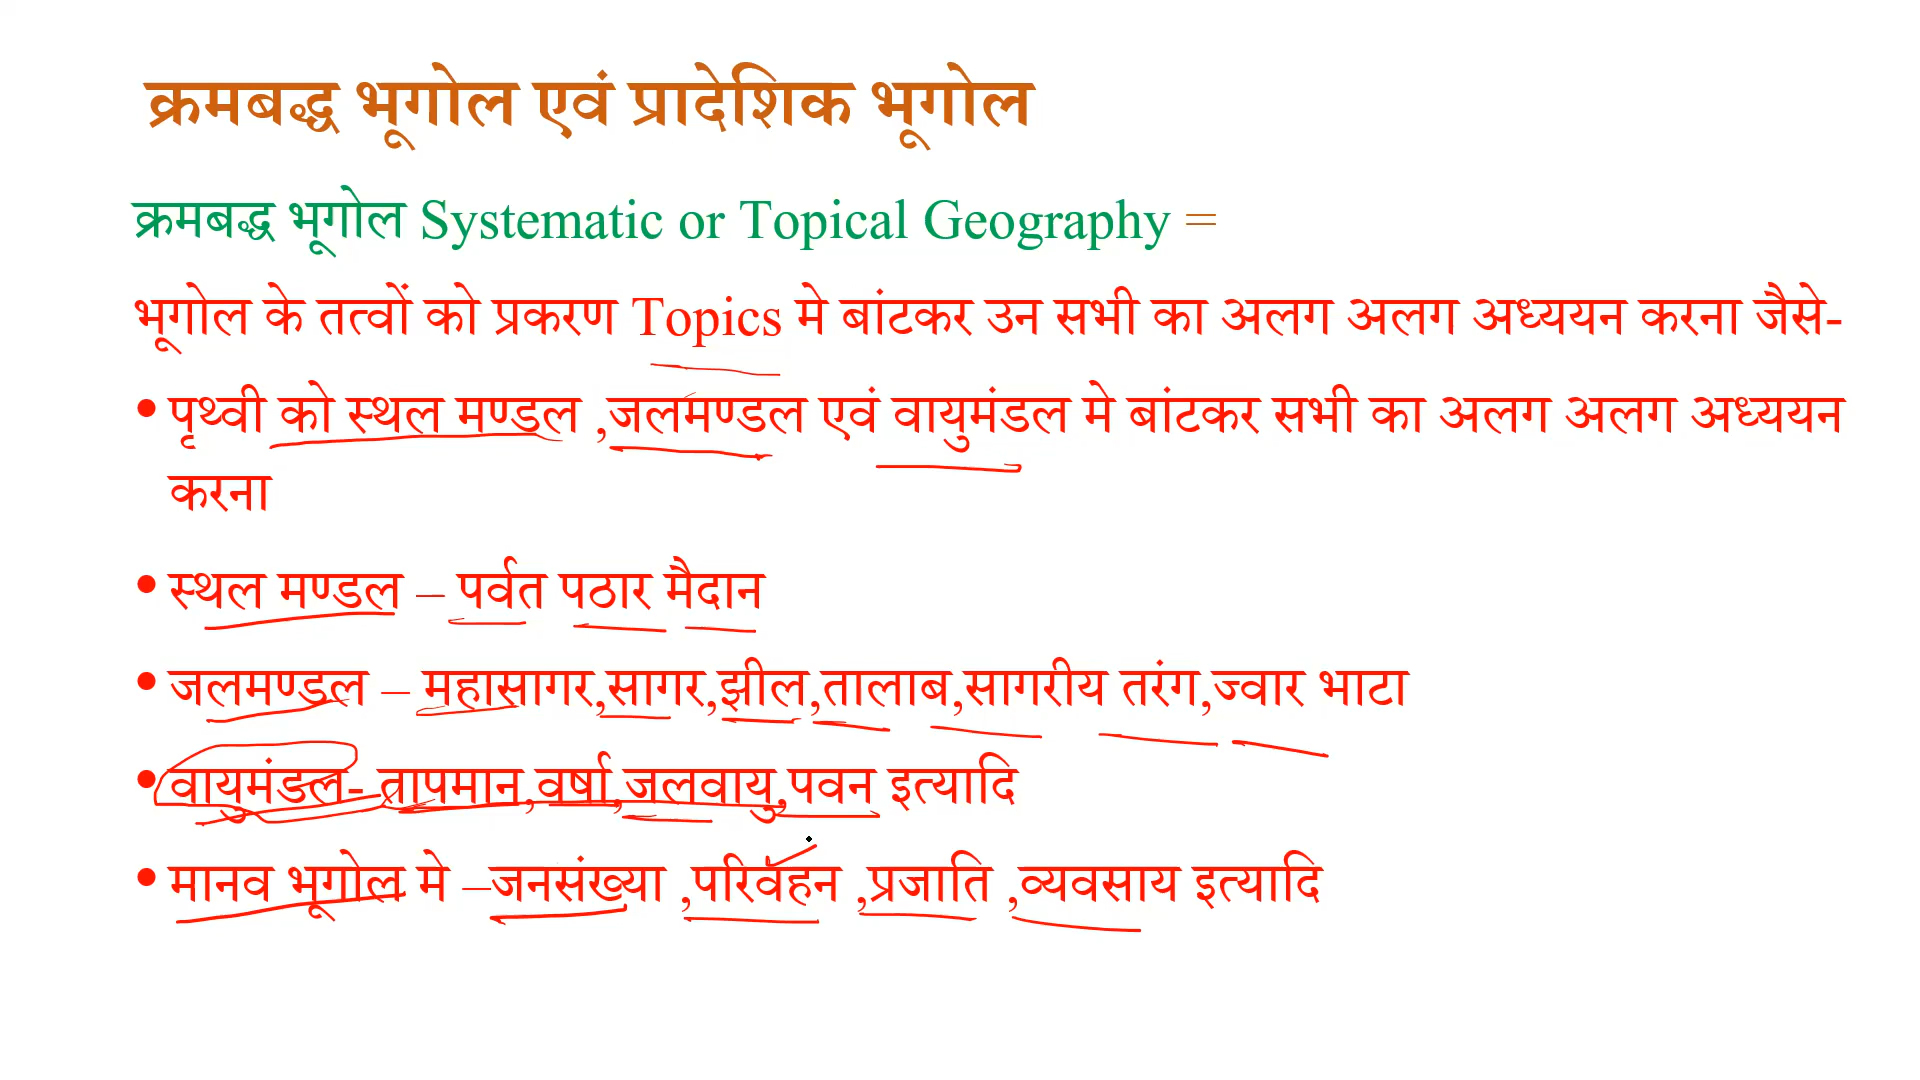 क्रमबद्ध भूगोल एवं प्रादेशिक भूगोल
क्रमबद्ध भूगोल Systematic or Topical Geography =
भूगोल के तत्वों को प्रकरण Topics मे बांटकर उन सभी का अलग अलग अध्ययन करना जैसे-
• पृथ्वी को स्थल मण्डल ,जलमण्डल एवं वायुमंडल मे बांटकर सभी का अलग अलग अध्ययन
करना
• स्थल मण्डल – पर्वत पठार मैदान
• जलमण्डल – महासागर,सागर,झील,तालाब,सागरीय तरंग,ज्वार भाटा
• वायुमंडल- तापमान,वर्षा,जलवायु,पवन इत्यादि
• मानव भूगोल मे –जनसंख्या ,परिवहन ,प्रजाति ,व्यवसाय इत्यादि